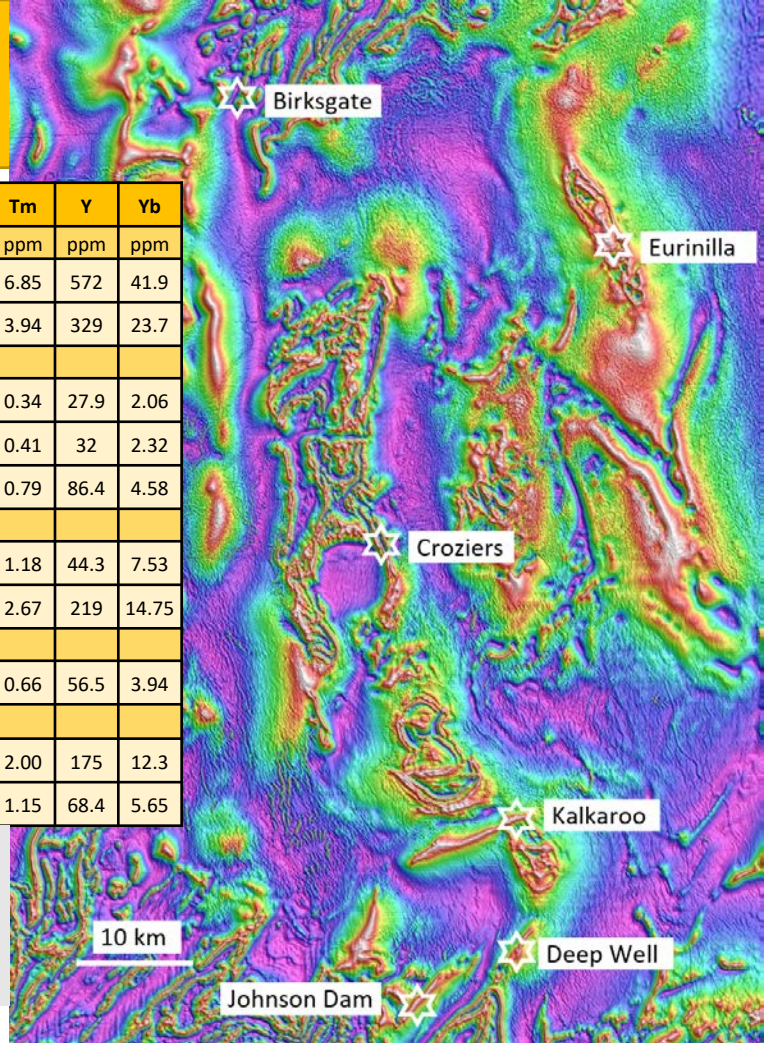 Tm Y Yb
ppm ppm ppm
6.85 572 41.9
3.94 329 23.7
0.34 27.9 2.06
0.41 32 2.32
0.79 86.4 4.58
1.18 44.3 7.53
2.67 219 14.75
0.66 56.5 3.94
2.00 175 12.3
1.15 68.4 5.65
Birksgate
Eurinilla
Croziers
Kalkaroo
10 km
Deep Well
Johnson Dam